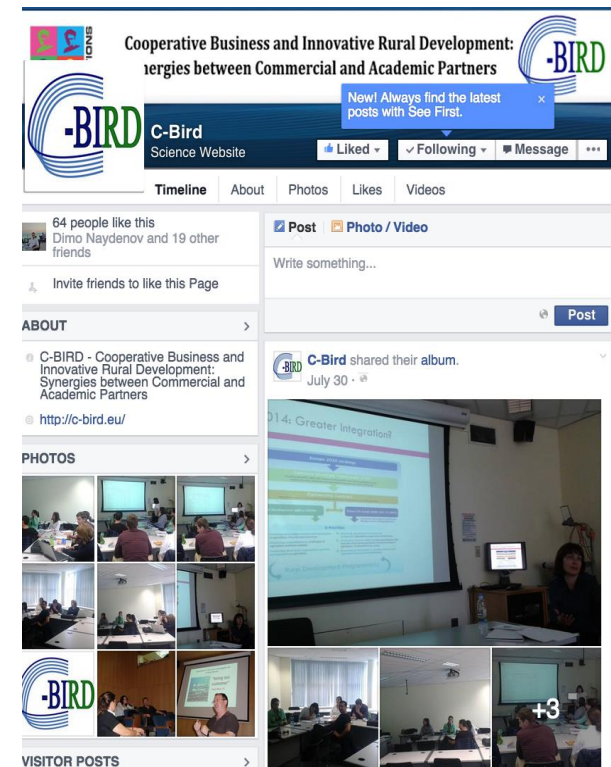 Cooperative Business and Innovative Rural Development:
nergies between Commercial and Academic Partners
-BIRD
-BIRD
New! Always find the latest
posts with See First.
x
C-Bird
Science Website
Liked
Following
Message
Timeline
About
Photos
Likes
Videos
64 people like this
Dimo Naydenov and 19 other
friends
Invite friends to like this Page
ABOUT
C-BIRD - Cooperative Business and
Innovative Rural Development:
Synergies between Commercial and
Academic Partners
http://c-bird.eu/
PHOTOS
-BIRD
VISITOR POSTS
Post
Photo / Video
Write something...
Post
-BIRD
C-Bird shared their album.
July 30
014: Greater Integration?
+3